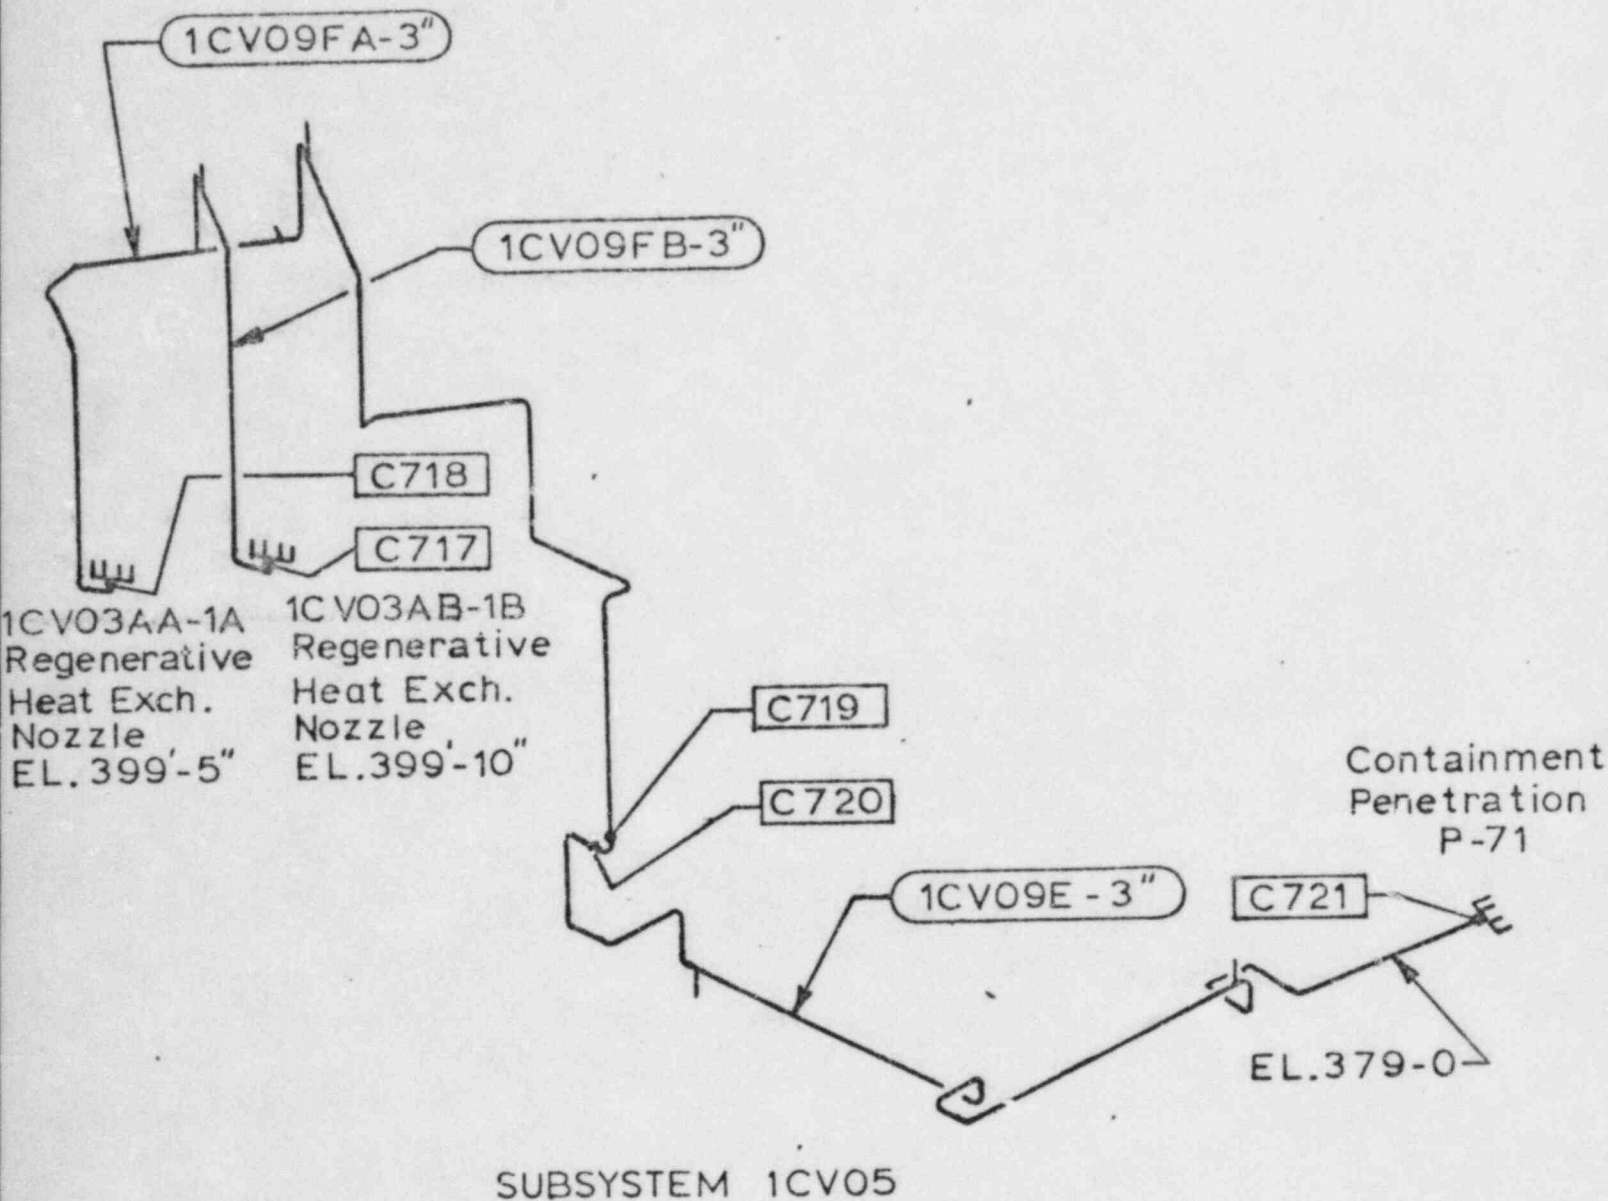 1CV09FA-3"
1CV09FB-3"
C718
C717
1CV03AA-1A
Regenerative
Heat Exch.
Nozzle
EL.399'-5"
1CV03AB-1B
Regenerative
Heat Exch.
Nozzle
EL.399'-10"
C719
C720
Containment
Penetration
P-71
1CV09E-3"
C721
EL.379-0
SUBSYSTEM 1CV05